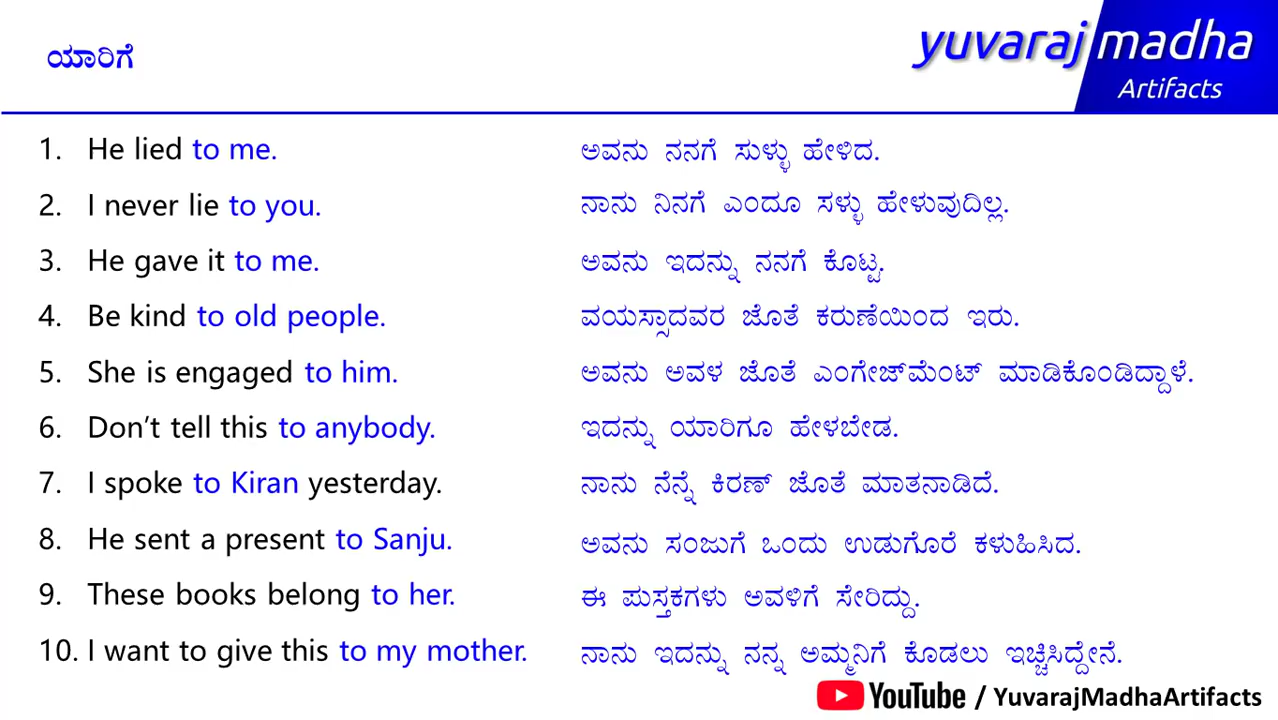 ಯಾರಿಗೆ
yuvaraj madha
Artifacts
1. He lied to me. ಅವನು ನನಗೆ ಸುಳ್ಳು ಹೇಳಿದ.
2. I never lie to you. ನಾನು ನಿನಗೆ ಎಂದೂ ಸಳ್ಳು ಹೇಳುವುದಿಲ್ಲ.
3. He gave it to me. ಅವನು ಇದನ್ನು ನನಗೆ ಕೊಟ್ಟ.
4. Be kind to old people. ವಯಸ್ಸಾದವರ ಜೊತೆ ಕರುಣೆಯಿಂದ ಇರು.
5. She is engaged to him. ಅವನು ಅವಳ ಜೊತೆ ಎಂಗೇಜ್‌ಮೆಂಟ್ ಮಾಡಿಕೊಂಡಿದ್ದಾಳೆ.
6. Don't tell this to anybody. ಇದನ್ನು ಯಾರಿಗೂ ಹೇಳಬೇಡ.
7. I spoke to Kiran yesterday. ನಾನು ನೆನ್ನೆ ಕಿರಣ್ ಜೊತೆ ಮಾತನಾಡಿದೆ.
8. He sent a present to Sanju. ಅವನು ಸಂಜುಗೆ ಒಂದು ಉಡುಗೊರೆ ಕಳುಹಿಸಿದ.
9. These books belong to her. ಈ ಪುಸ್ತಕಗಳು ಅವಳಿಗೆ ಸೇರಿದ್ದು.
10. I want to give this to my mother. ನಾನು ಇದನ್ನು ನನ್ನ ಅಮ್ಮನಿಗೆ ಕೊಡಲು ಇಚ್ಚಿಸಿದ್ದೇನೆ.
YouTube / YuvarajMadhaArtifacts